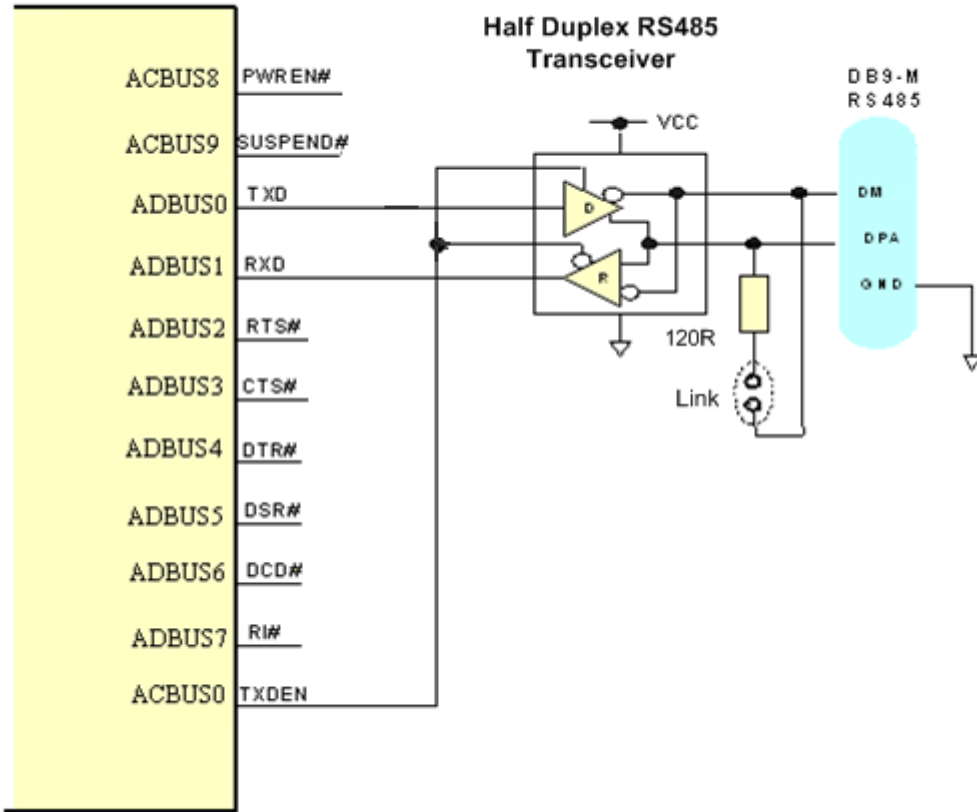 Half Duplex RS485
Transceiver
DB9-M
RS485
ACBUS8 PWREN#
VCC
ACBUS9 SUSPEND#
ADBUS0 TXD
D
DM
DPA
ADBUS1 RXD
R
GND
ADBUS2 RTS#
120R
ADBUS3 CTS#
Link
ADBUS4 DTR#
ADBUS5 DSR#
ADBUS6 DCD#
ADBUS7 RI#
ACBUS0 TXDEN